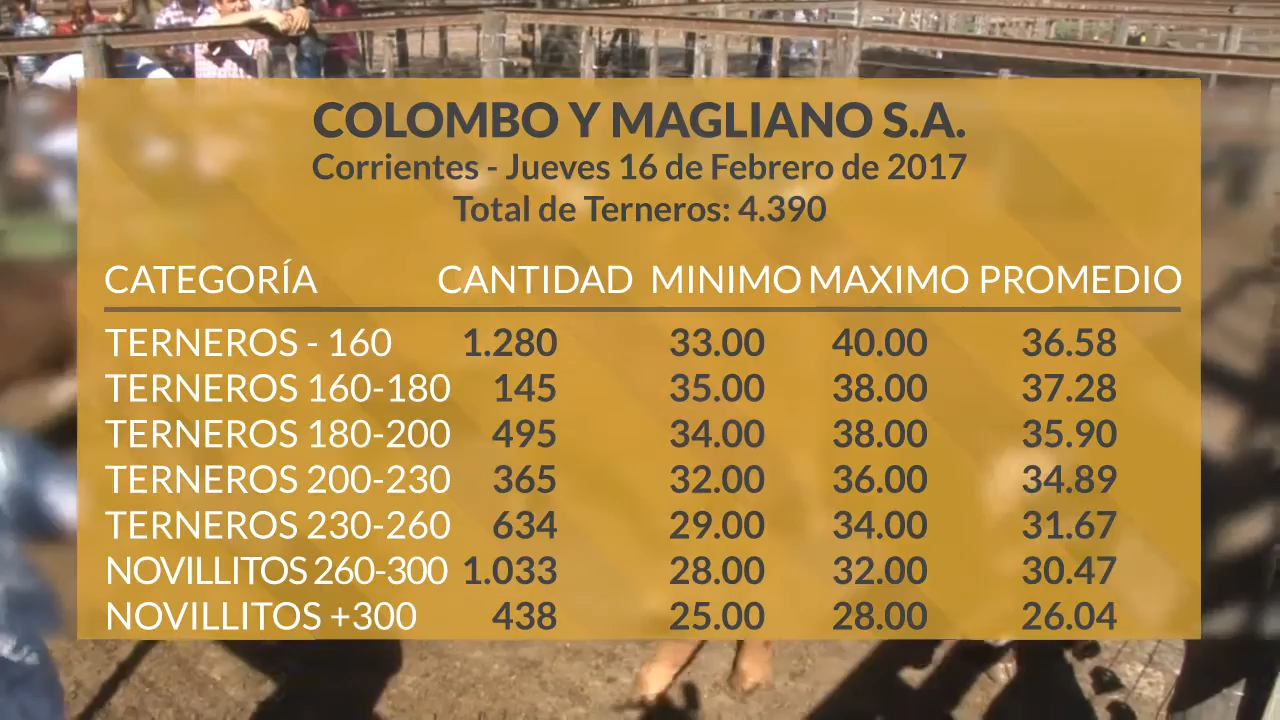 COLOMBO Y MAGLIANO S.A.
Corrientes - Jueves 16 de Febrero de 2017
Total de Terneros: 4.390
CATEGORÍA CANTIDAD MINIMO MAXIMO PROMEDIO
TERNEROS - 160 1.280 33.00 40.00 36.58
TERNEROS 160-180 145 35.00 38.00 37.28
TERNEROS 180-200 495 34.00 38.00 35.90
TERNEROS 200-230 365 32.00 36.00 34.89
TERNEROS 230-260 634 29.00 34.00 31.67
NOVILLITOS 260-300 1.033 28.00 32.00 30.47
NOVILLITOS +300 438 25.00 28.00 26.04